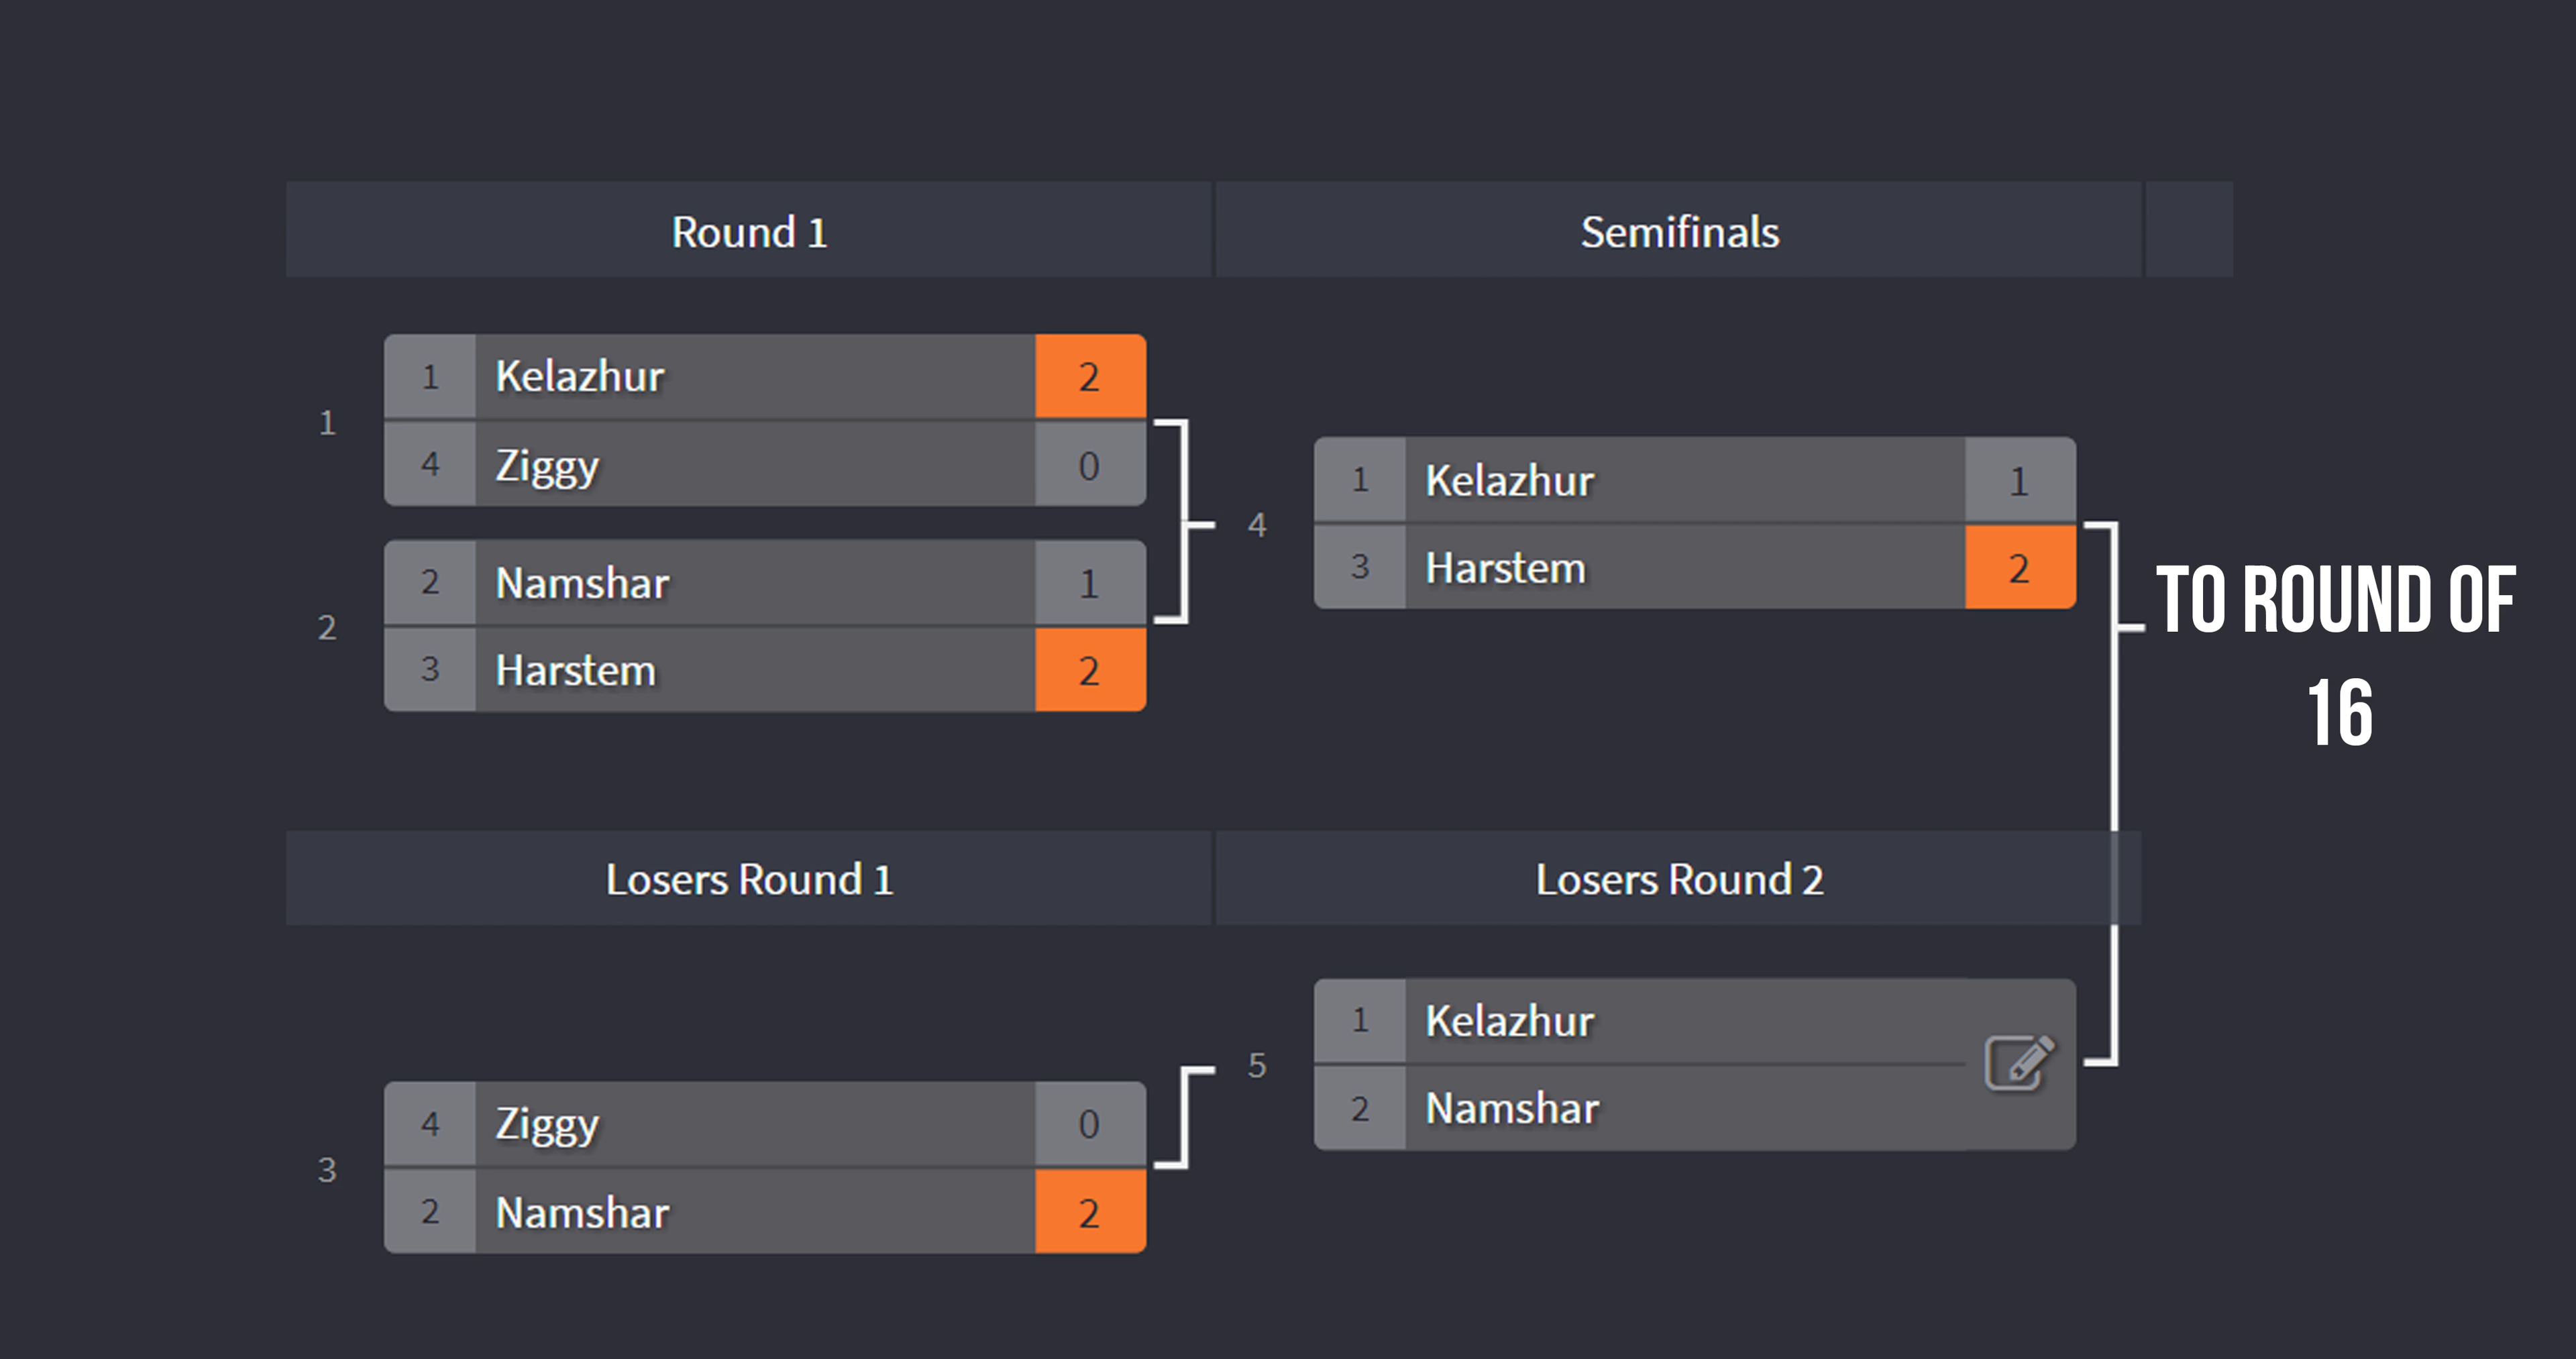 Round 1
Semifinals
1
1 Kelazhur 2
4 Ziggy 0
2
2 Namshar 1
3 Harstem 2
4
1 Kelazhur 1
3 Harstem 2
TO ROUND OF
16
Losers Round 1
Losers Round 2
3
4 Ziggy 0
2 Namshar 2
5
1 Kelazhur
2 Namshar